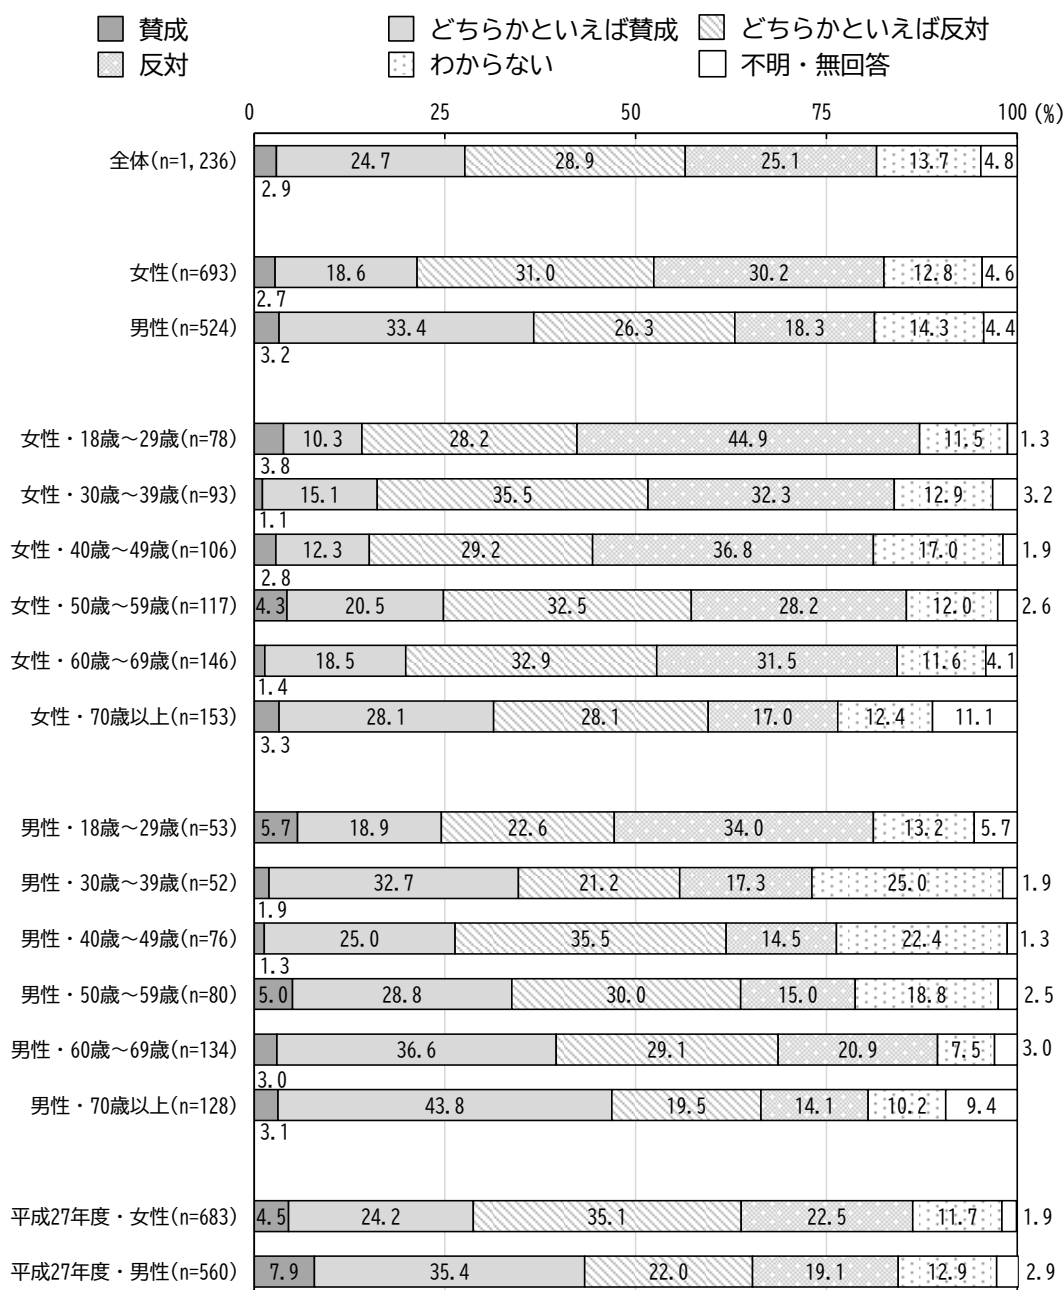 賛成 どちらかといえば賛成 どちらかといえば反対
反対 わからない 不明・無回答
0 25 50 75 100 (%)
全体(n=1,236) 24.7 28.9 25.1 13.7 4.8
2.9
女性(n=693) 18.6 31.0 30.2 12.8 4.6
2.7
男性(n=524) 33.4 26.3 18.3 14.3 4.4
3.2
女性・18歳～29歳(n=78) 10.3 28.2 44.9 11.5 1.3
3.8
女性・30歳～39歳(n=93) 15.1 35.5 32.3 12.9 3.2
1.1
女性・40歳～49歳(n=106) 12.3 29.2 36.8 17.0 1.9
2.8
女性・50歳～59歳(n=117) 4.3 20.5 32.5 28.2 12.0 2.6
女性・60歳～69歳(n=146) 18.5 32.9 31.5 11.6 4.1
1.4
女性・70歳以上(n=153) 28.1 28.1 17.0 12.4 11.1
3.3
男性・18歳～29歳(n=53) 5.7 18.9 22.6 34.0 13.2 5.7
男性・30歳～39歳(n=52) 32.7 21.2 17.3 25.0 1.9
1.9
男性・40歳～49歳(n=76) 25.0 35.5 14.5 22.4 1.3
1.3
男性・50歳～59歳(n=80) 5.0 28.8 30.0 15.0 18.8 2.5
男性・60歳～69歳(n=134) 36.6 29.1 20.9 7.5 3.0
3.0
男性・70歳以上(n=128) 43.8 19.5 14.1 10.2 9.4
3.1
平成27年度・女性(n=683) 4.5 24.2 35.1 22.5 11.7 1.9
平成27年度・男性(n=560) 7.9 35.4 22.0 19.1 12.9 2.9